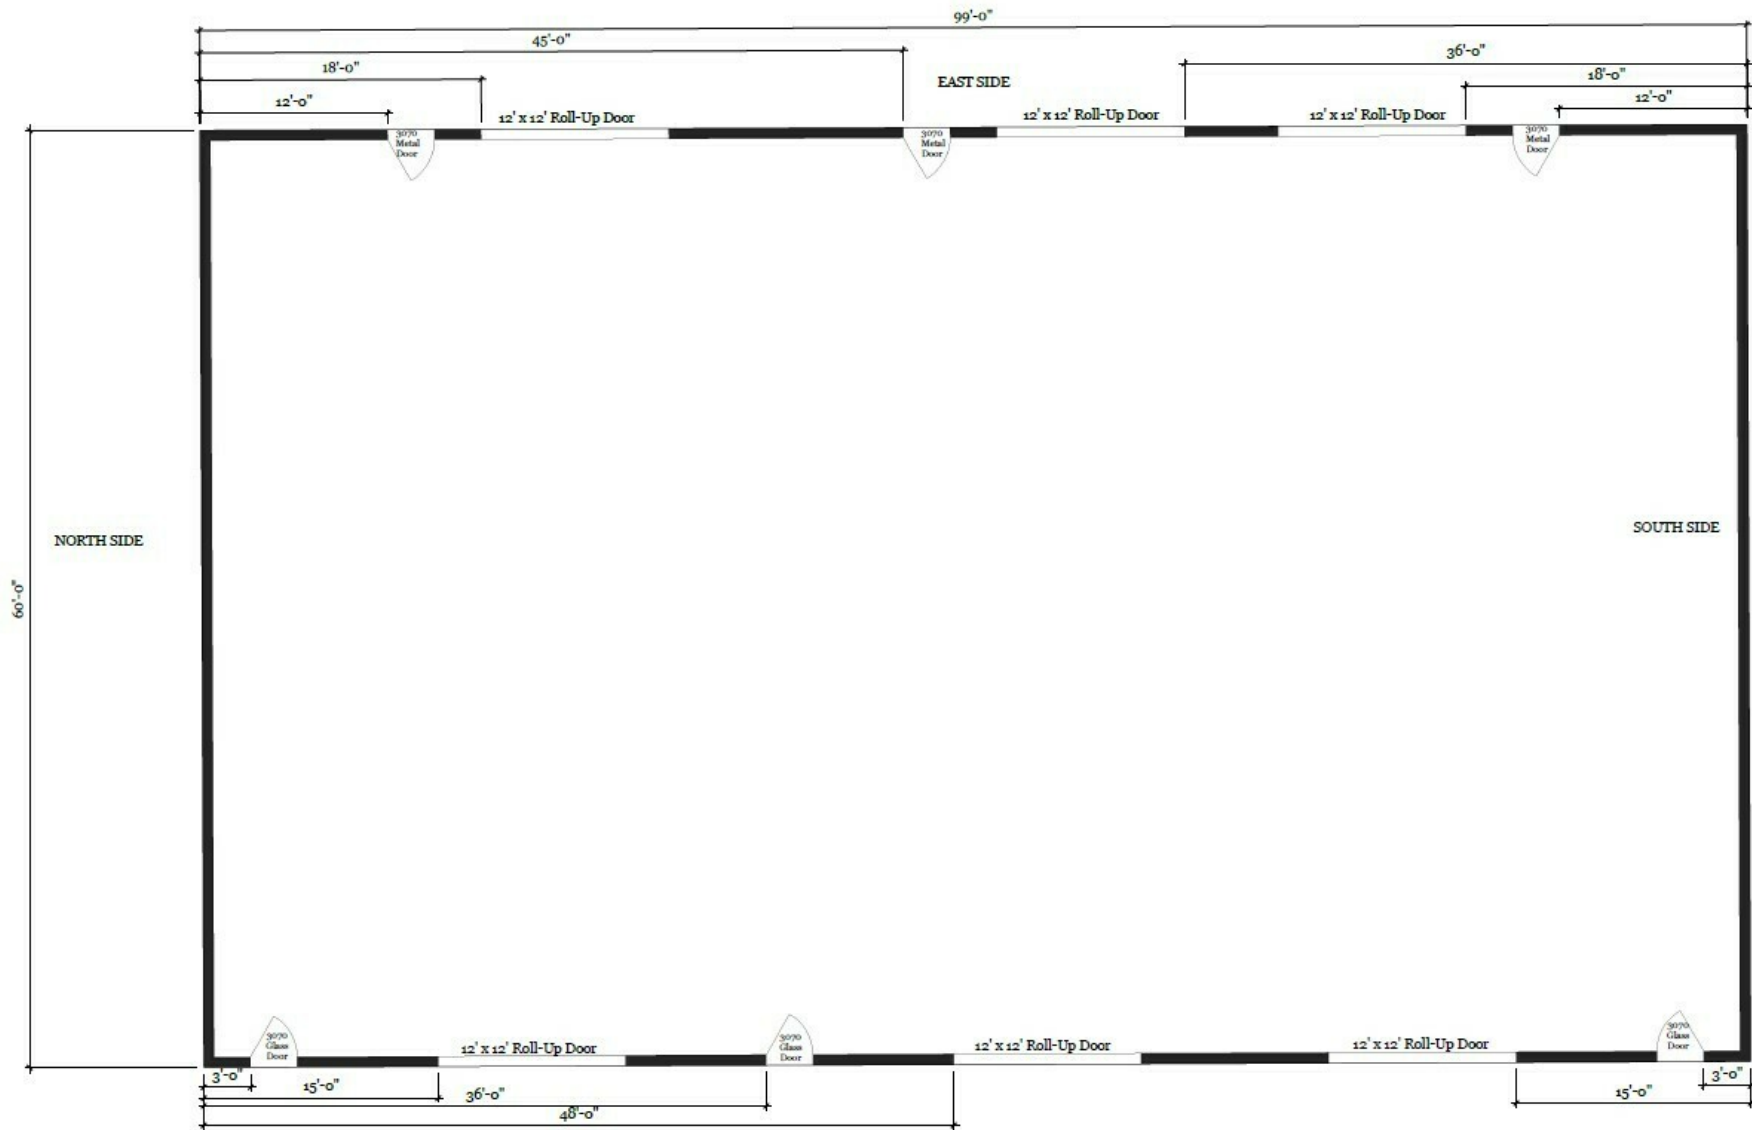 99'-0"
45'-0"
36'-0"
18'-0"
18'-0"
EAST SIDE
12'-0"
12'-0"
12' x 12' Roll-Up Door
12' x 12' Roll-Up Door
12' x 12' Roll-Up Door
3070
Metal
Door
3070
Metal
Door
3070
Metal
Door
NORTH SIDE
SOUTH SIDE
60'-0"
3070
Glass
Door
3070
Glass
Door
3070
Glass
Door
12' x 12' Roll-Up Door
12' x 12' Roll-Up Door
12' x 12' Roll-Up Door
3'-0"
3'-0"
15'-0"
15'-0"
36'-0"
48'-0"